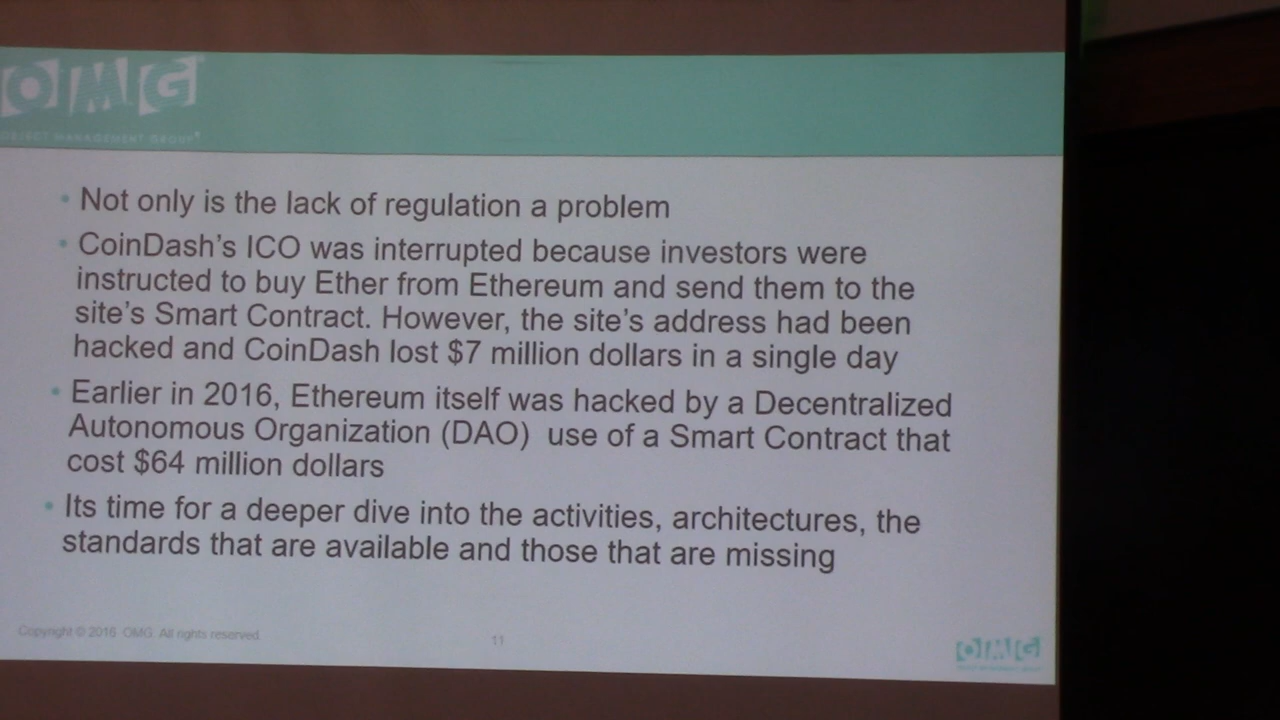 OMG
OBJECT MANAGEMENT GROUP®
• Not only is the lack of regulation a problem
• CoinDash's ICO was interrupted because investors were
instructed to buy Ether from Ethereum and send them to the
site's Smart Contract. However, the site's address had been
hacked and CoinDash lost $7 million dollars in a single day
• Earlier in 2016, Ethereum itself was hacked by a Decentralized
Autonomous Organization (DAO) use of a Smart Contract that
cost $64 million dollars
• Its time for a deeper dive into the activities, architectures, the
standards that are available and those that are missing
Copyright © 2016 OMG. All rights reserved
11
OMG